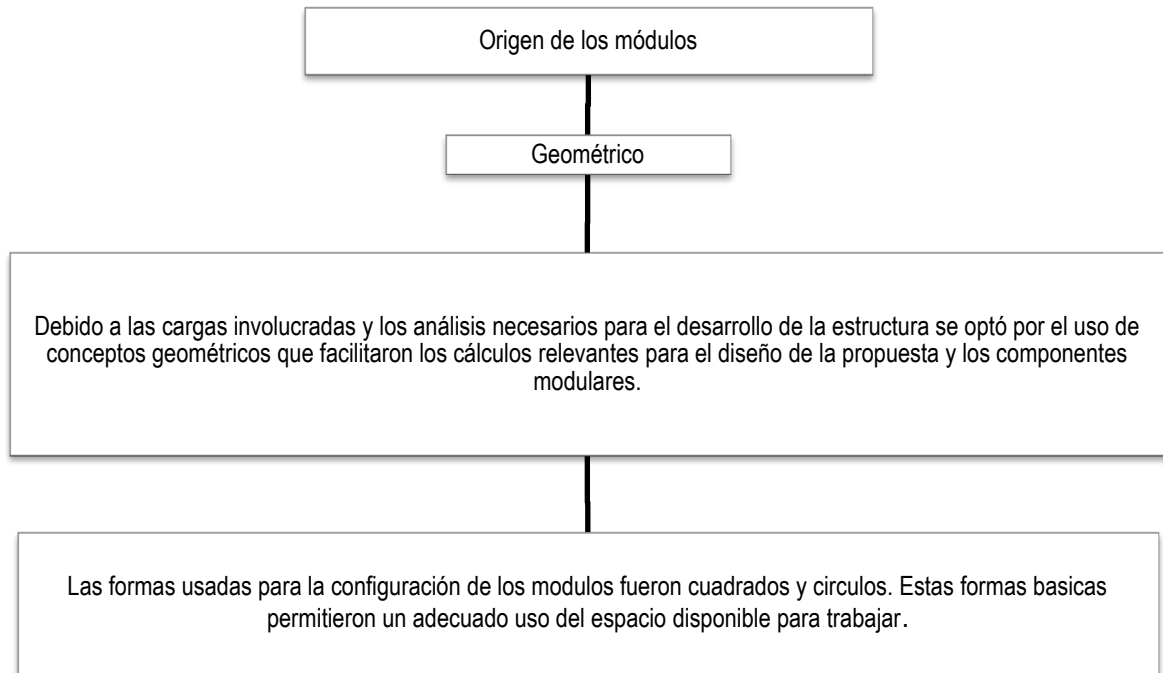 Origen de los módulos
Geométrico
Debido a las cargas involucradas y los análisis necesarios para el desarrollo de la estructura se optó por el uso de
conceptos geométricos que facilitaron los cálculos relevantes para el diseño de la propuesta y los componentes
modulares.
Las formas usadas para la configuración de los modulos fueron cuadrados y circulos. Estas formas basicas
permitieron un adecuado uso del espacio disponible para trabajar.